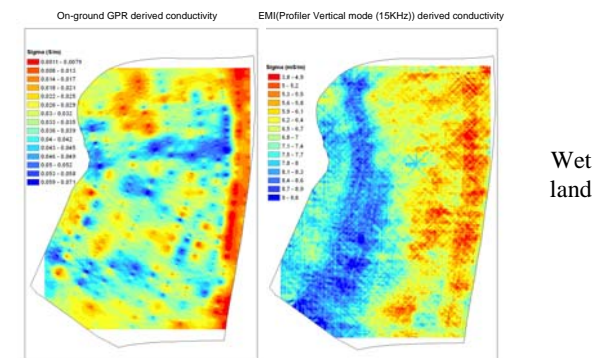 On-ground GPR derived conductivity
EMI(Profiler Vertical mode (15KHz)) derived conductivity
Sigma (S/m)
0.0011 - 0.0079
0.008 - 0.013
0.014 - 0.017
0.018 - 0.021
0.022 - 0.025
0.026 - 0.029
0.03 - 0.032
0.033 - 0.035
0.036 - 0.039
0.04 - 0.042
0.043 - 0.045
0.046 - 0.049
0.05 - 0.052
0.053 - 0.058
0.059 - 0.071
Sigma (mS/m)
3.8 - 4.9
5 - 5.2
5.3 - 5.5
5.6 - 5.8
5.9 - 6.1
6.2 - 6.4
6.5 - 6.7
6.8 - 7
7.1 - 7.4
7.5 - 7.7
7.8 - 8
8.1 - 8.3
8.4 - 8.6
8.7 - 8.9
9 - 9.8
Wet
land